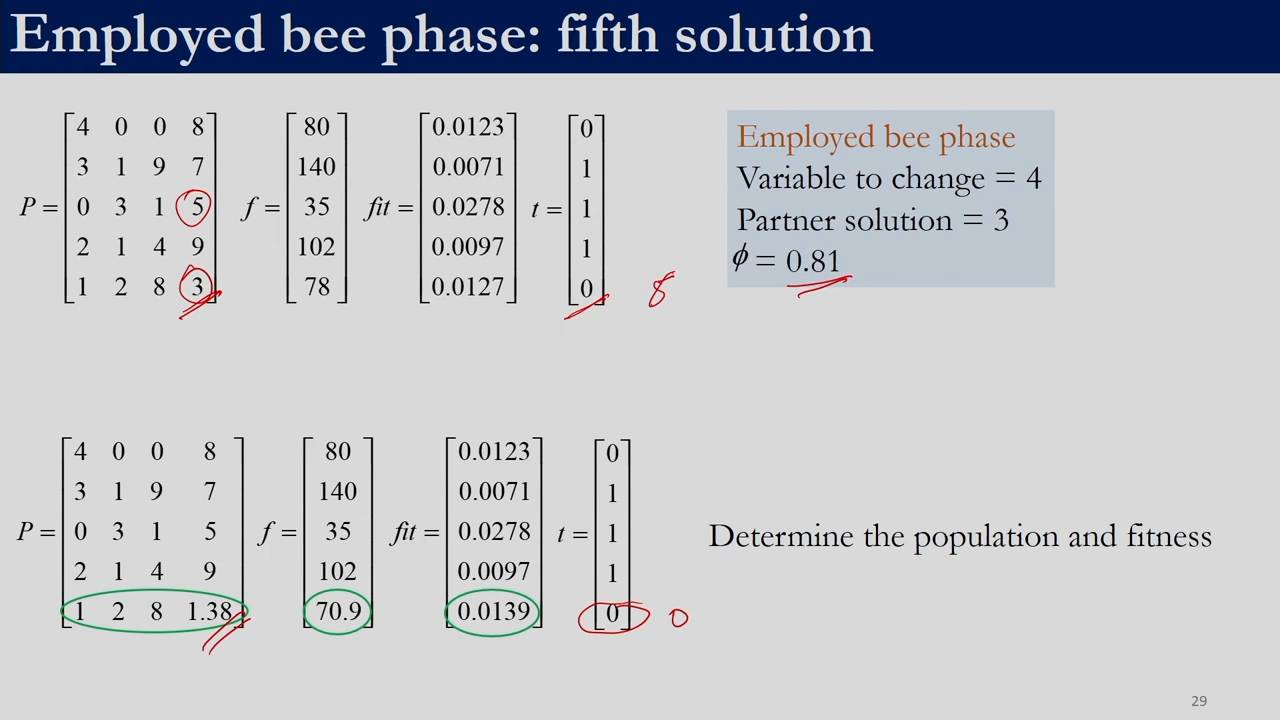 Employed bee phase: fifth solution
P = [4 0 0 8
3 1 9 7
0 3 1 5
2 1 4 9
1 2 8 3]
f = [80
140
35
102
78]
fit = [0.0123
0.0071
0.0278
0.0097
0.0127]
t = [0
1
1
1
0]
8
Employed bee phase
Variable to change = 4
Partner solution = 3
ϕ = 0.81
P = [4 0 0 8
3 1 9 7
0 3 1 5
2 1 4 9
1 2 8 1.38]
f = [80
140
35
102
70.9]
fit = [0.0123
0.0071
0.0278
0.0097
0.0139]
t = [0
1
1
1
0]
0
Determine the population and fitness
29